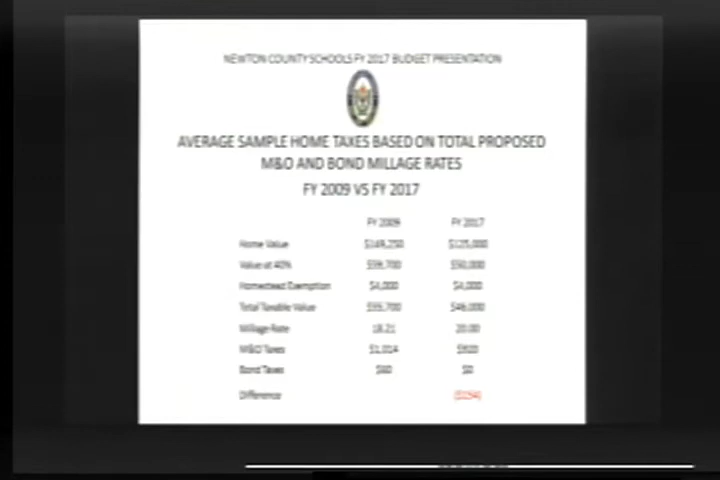 NEWTON COUNTY SCHOOLS FY 2017 BUDGET PRESENTATION
AVERAGE SAMPLE HOME TAXES BASED ON TOTAL PROPOSED
M&O AND BOND MILLAGE RATES
FY 2009 VS FY 2017
FY 2009 FY 2017
Home Value $149,250 $125,000
Value at 40% $59,700 $50,000
Homestead Exemption $4,000 $4,000
Total Taxable Value $55,700 $46,000
Millage Rate 18.21 20.00
M&O Taxes $1,014 $920
Bond Taxes $60 $0
Difference ($154)